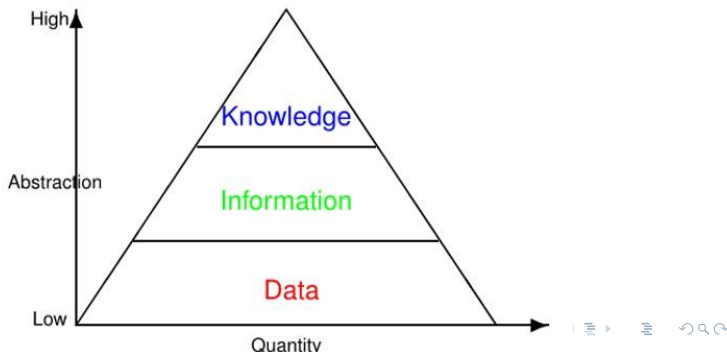 High
Knowledge
Abstraction
Information
Data
Low
Quantity